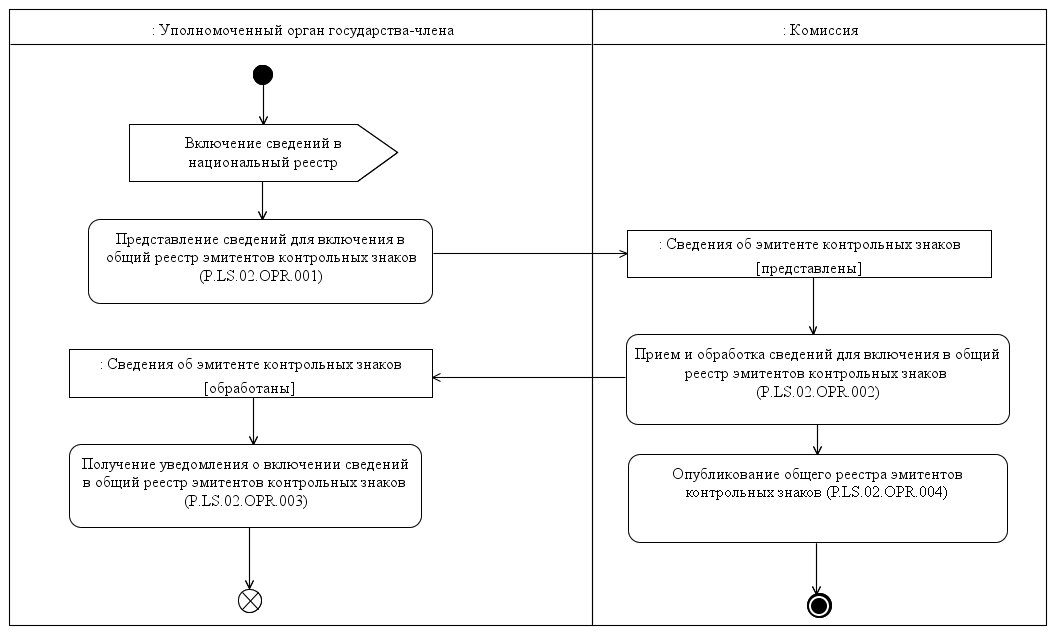 : Уполномоченный орган государства-члена
: Комиссия
Включение сведений в
национальный реестр
Представление сведений для включения в
общий реестр эмитентов контрольных знаков
(P.LS.02.OPR.001)
: Сведения об эмитенте контрольных знаков
[представлены]
Прием и обработка сведений для включения в общий
реестр эмитентов контрольных знаков
(P.LS.02.OPR.002)
: Сведения об эмитенте контрольных знаков
[обработаны]
Получение уведомления о включении сведений
в общий реестр эмитентов контрольных знаков
(P.LS.02.OPR.003)
Опубликование общего реестра эмитентов
контрольных знаков (P.LS.02.OPR.004)